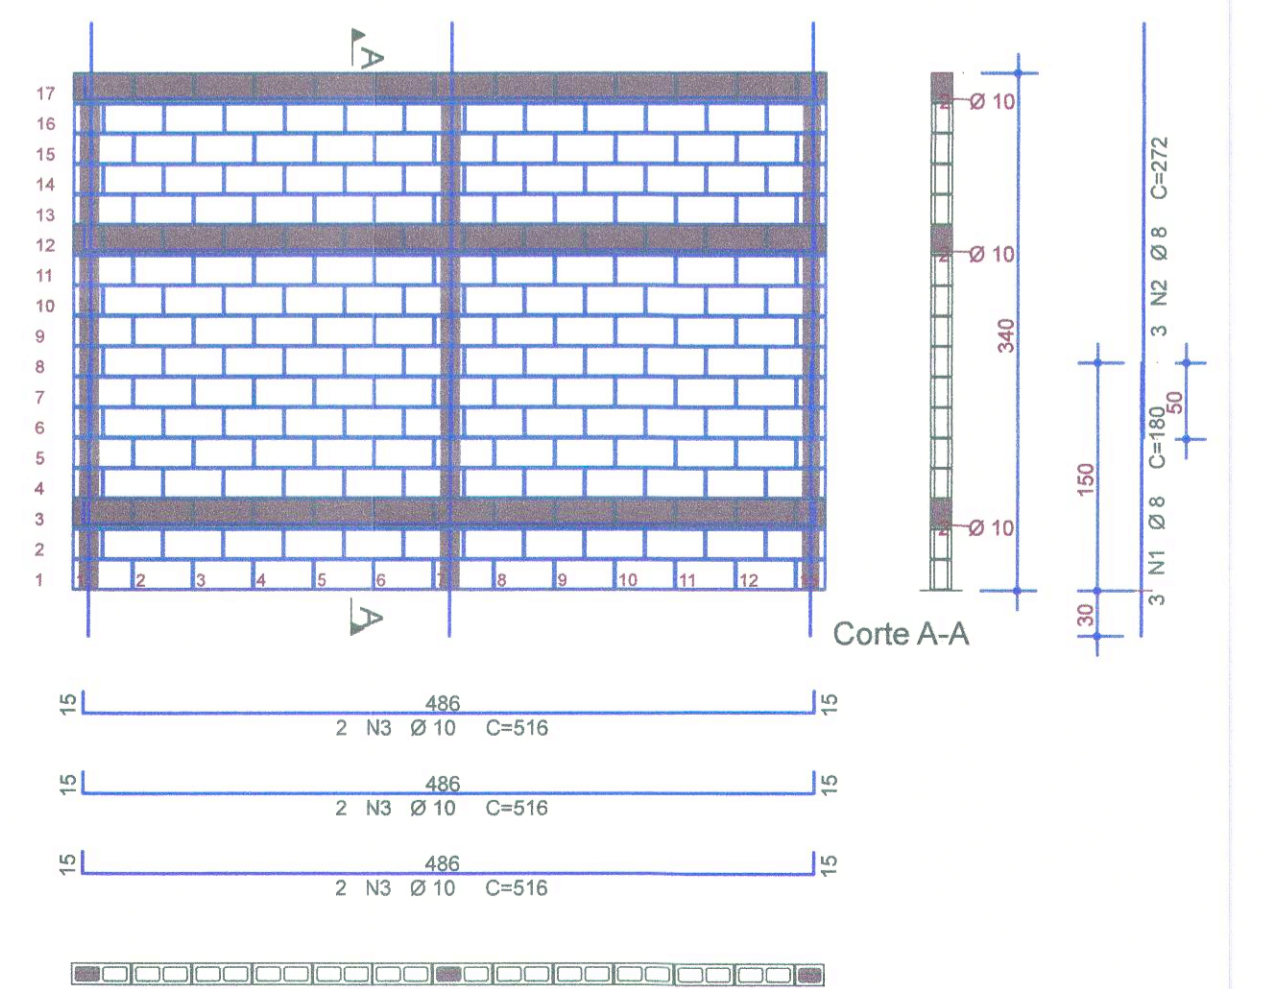 A
17
16
15
14
13
12
11
10
9
8
7
6
5
4
3
2
1
1 2 3 4 5 6 7 8 9 10 11 12 13
A
2 Ø 10
2 Ø 10
2 Ø 10
340
Corte A-A
150
30
50
3 N2 Ø 8 C=272
3 N1 Ø 8 C=180
15 486 15
2 N3 Ø 10 C=516
15 486 15
2 N3 Ø 10 C=516
15 486 15
2 N3 Ø 10 C=516